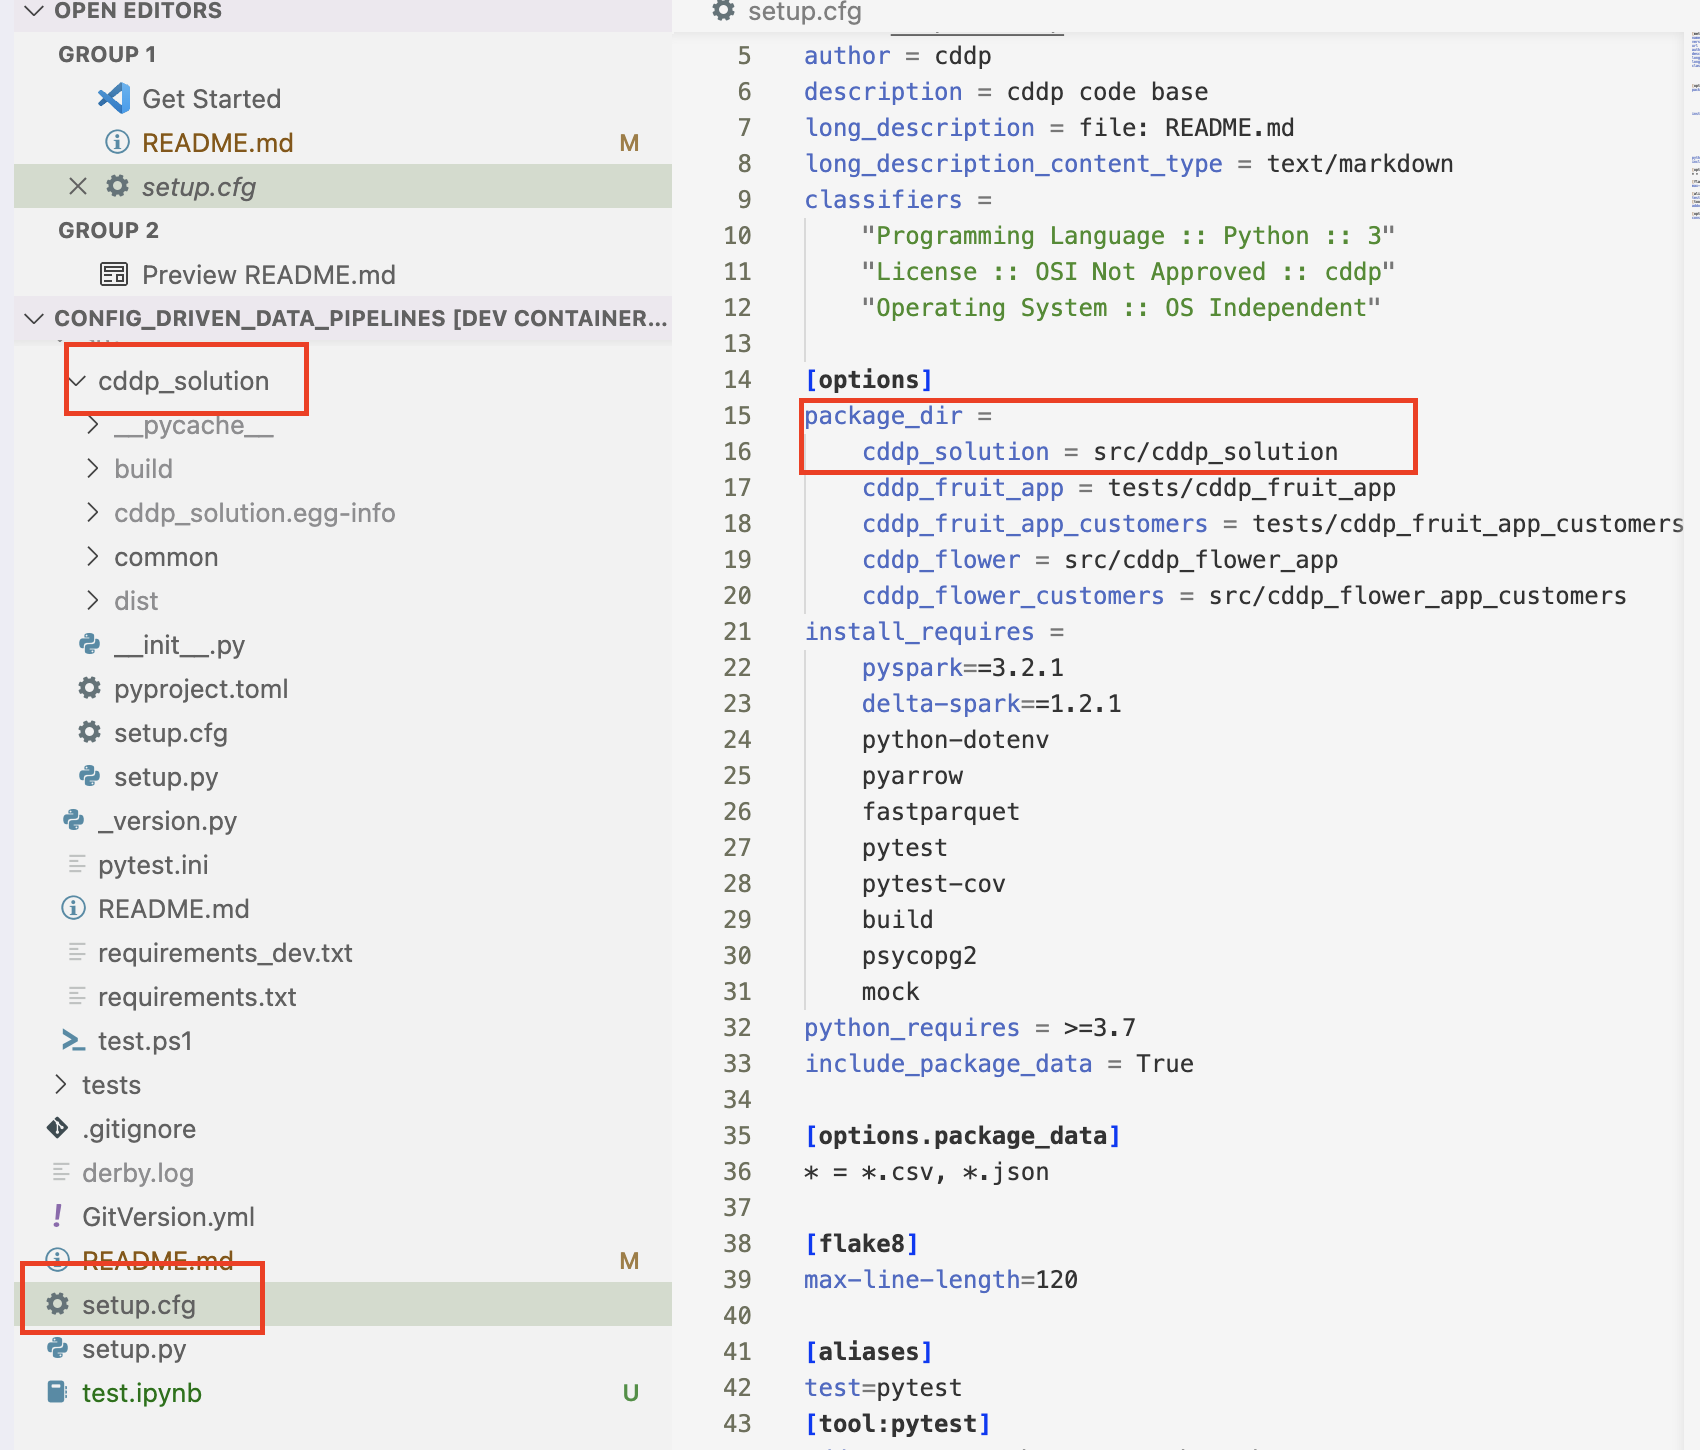 OPEN EDITORS
GROUP 1
Get Started
README.md M
setup.cfg
GROUP 2
Preview README.md
CONFIG_DRIVEN_DATA_PIPELINES [DEV CONTAINER...
cddp_solution
__pycache__
build
cddp_solution.egg-info
common
dist
__init__.py
pyproject.toml
setup.cfg
setup.py
_version.py
pytest.ini
README.md
requirements_dev.txt
requirements.txt
test.ps1
tests
.gitignore
derby.log
GitVersion.yml
README.md M
setup.cfg
setup.py
test.ipynb U
setup.cfg
5 author = cddp
6 description = cddp code base
7 long_description = file: README.md
8 long_description_content_type = text/markdown
9 classifiers =
10 "Programming Language :: Python :: 3"
11 "License :: OSI Not Approved :: cddp"
12 "Operating System :: OS Independent"
13
14 [options]
15 package_dir =
16 cddp_solution = src/cddp_solution
17 cddp_fruit_app = tests/cddp_fruit_app
18 cddp_fruit_app_customers = tests/cddp_fruit_app_customers
19 cddp_flower = src/cddp_flower_app
20 cddp_flower_customers = src/cddp_flower_app_customers
21 install_requires =
22 pyspark==3.2.1
23 delta-spark==1.2.1
24 python-dotenv
25 pyarrow
26 fastparquet
27 pytest
28 pytest-cov
29 build
30 psycopg2
31 mock
32 python_requires = >=3.7
33 include_package_data = True
34
35 [options.package_data]
36 * = *.csv, *.json
37
38 [flake8]
39 max-line-length=120
40
41 [aliases]
42 test=pytest
43 [tool:pytest]